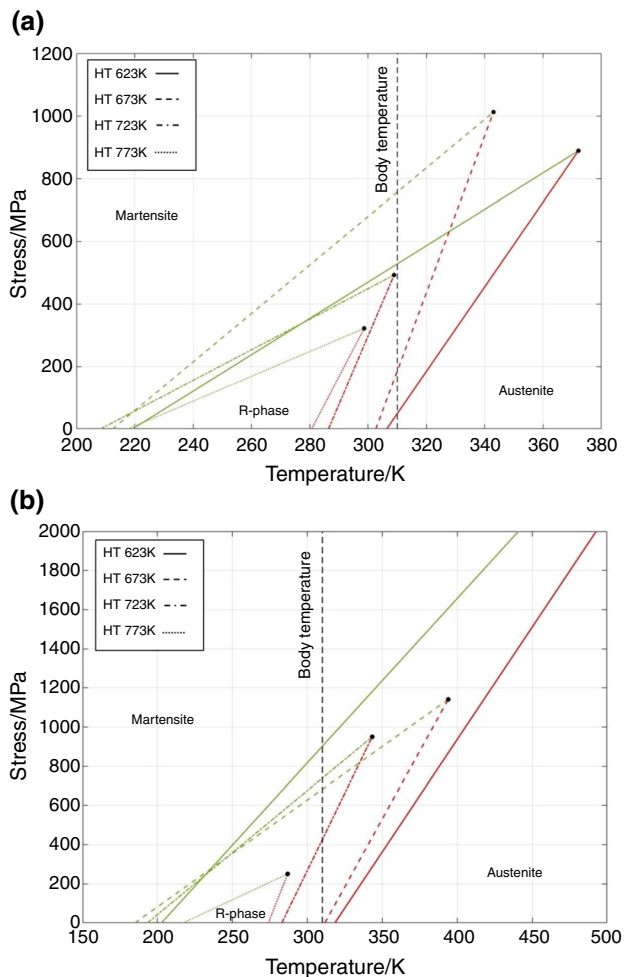 (a)
1200
1000
800
600
400
200
0
Stress/MPa
HT 623K
HT 673K
HT 723K
HT 773K
Body temperature
Martensite
R-phase
Austenite
200 220 240 260 280 300 320 340 360 380
Temperature/K
(b)
2000
1800
1600
1400
1200
1000
800
600
400
200
0
Stress/MPa
HT 623K
HT 673K
HT 723K
HT 773K
Body temperature
Martensite
R-phase
Austenite
150 200 250 300 350 400 450 500
Temperature/K